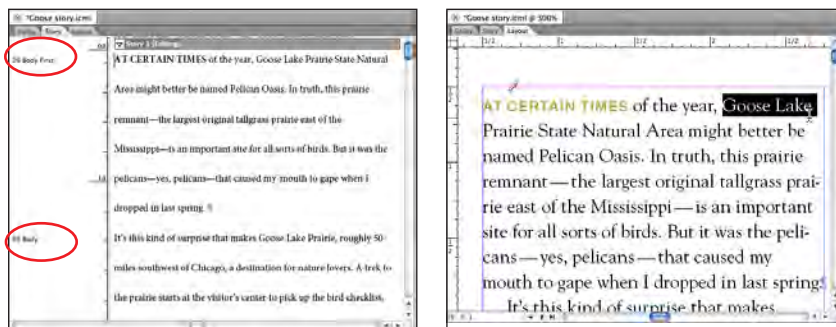 *Goose story.icml
Galley Story Layout
Story 1 [Editing]
AT CERTAIN TIMES of the year, Goose Lake Prairie State Natural
Area might better be named Pelican Oasis. In truth, this prairie
remnant—the largest original tallgrass prairie east of the
Mississippi—is an important site for all sorts of birds. But it was the
pelicans—yes, pelicans—that caused my mouth to gape when I
dropped in last spring. ¶
It's this kind of surprise that makes Goose Lake Prairie, roughly 50
miles southwest of Chicago, a destination for nature lovers. A trek to
the prairie starts at the visitor's center to pick up the bird checklist,
Body First
Body
*Goose story.icml @ 500%
Galley Story Layout
1/2 1 1/2 2 1/2
AT CERTAIN TIMES of the year, Goose Lake
Prairie State Natural Area might better be
named Pelican Oasis. In truth, this prairie
remnant—the largest original tallgrass prai-
rie east of the Mississippi—is an important
site for all sorts of birds. But it was the peli-
cans—yes, pelicans—that caused my
mouth to gape when I dropped in last spring.¶
It's this kind of surprise that makes